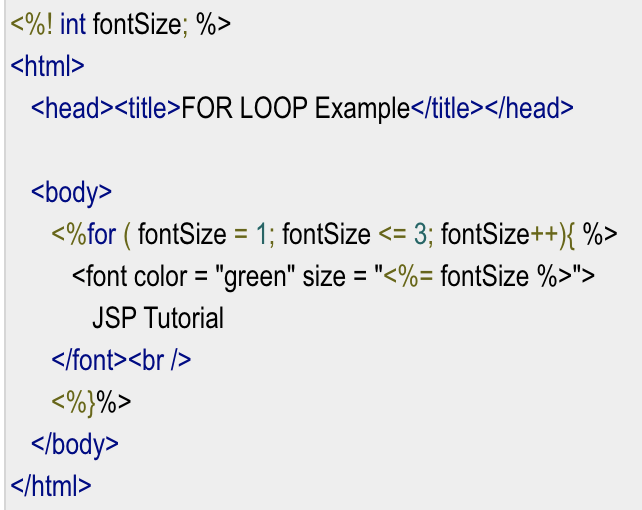 <%! int fontSize; %>
<html>
<head><title>FOR LOOP Example</title></head>
<body>
<%for ( fontSize = 1; fontSize <= 3; fontSize++){ %>
<font color = "green" size = "<%= fontSize %>">
JSP Tutorial
</font><br />
<%}%>
</body>
</html>